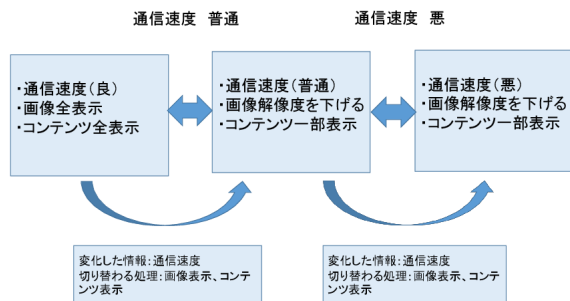 通信速度 普通
通信速度 悪
・通信速度(良)
・画像全表示
・コンテンツ全表示
・通信速度(普通)
・画像解像度を下げる
・コンテンツ一部表示
・通信速度(悪)
・画像解像度を下げる
・コンテンツ一部表示
変化した情報:通信速度
切り替わる処理:画像表示、コンテ
ンツ表示
変化した情報:通信速度
切り替わる処理:画像表示、コンテ
ンツ表示